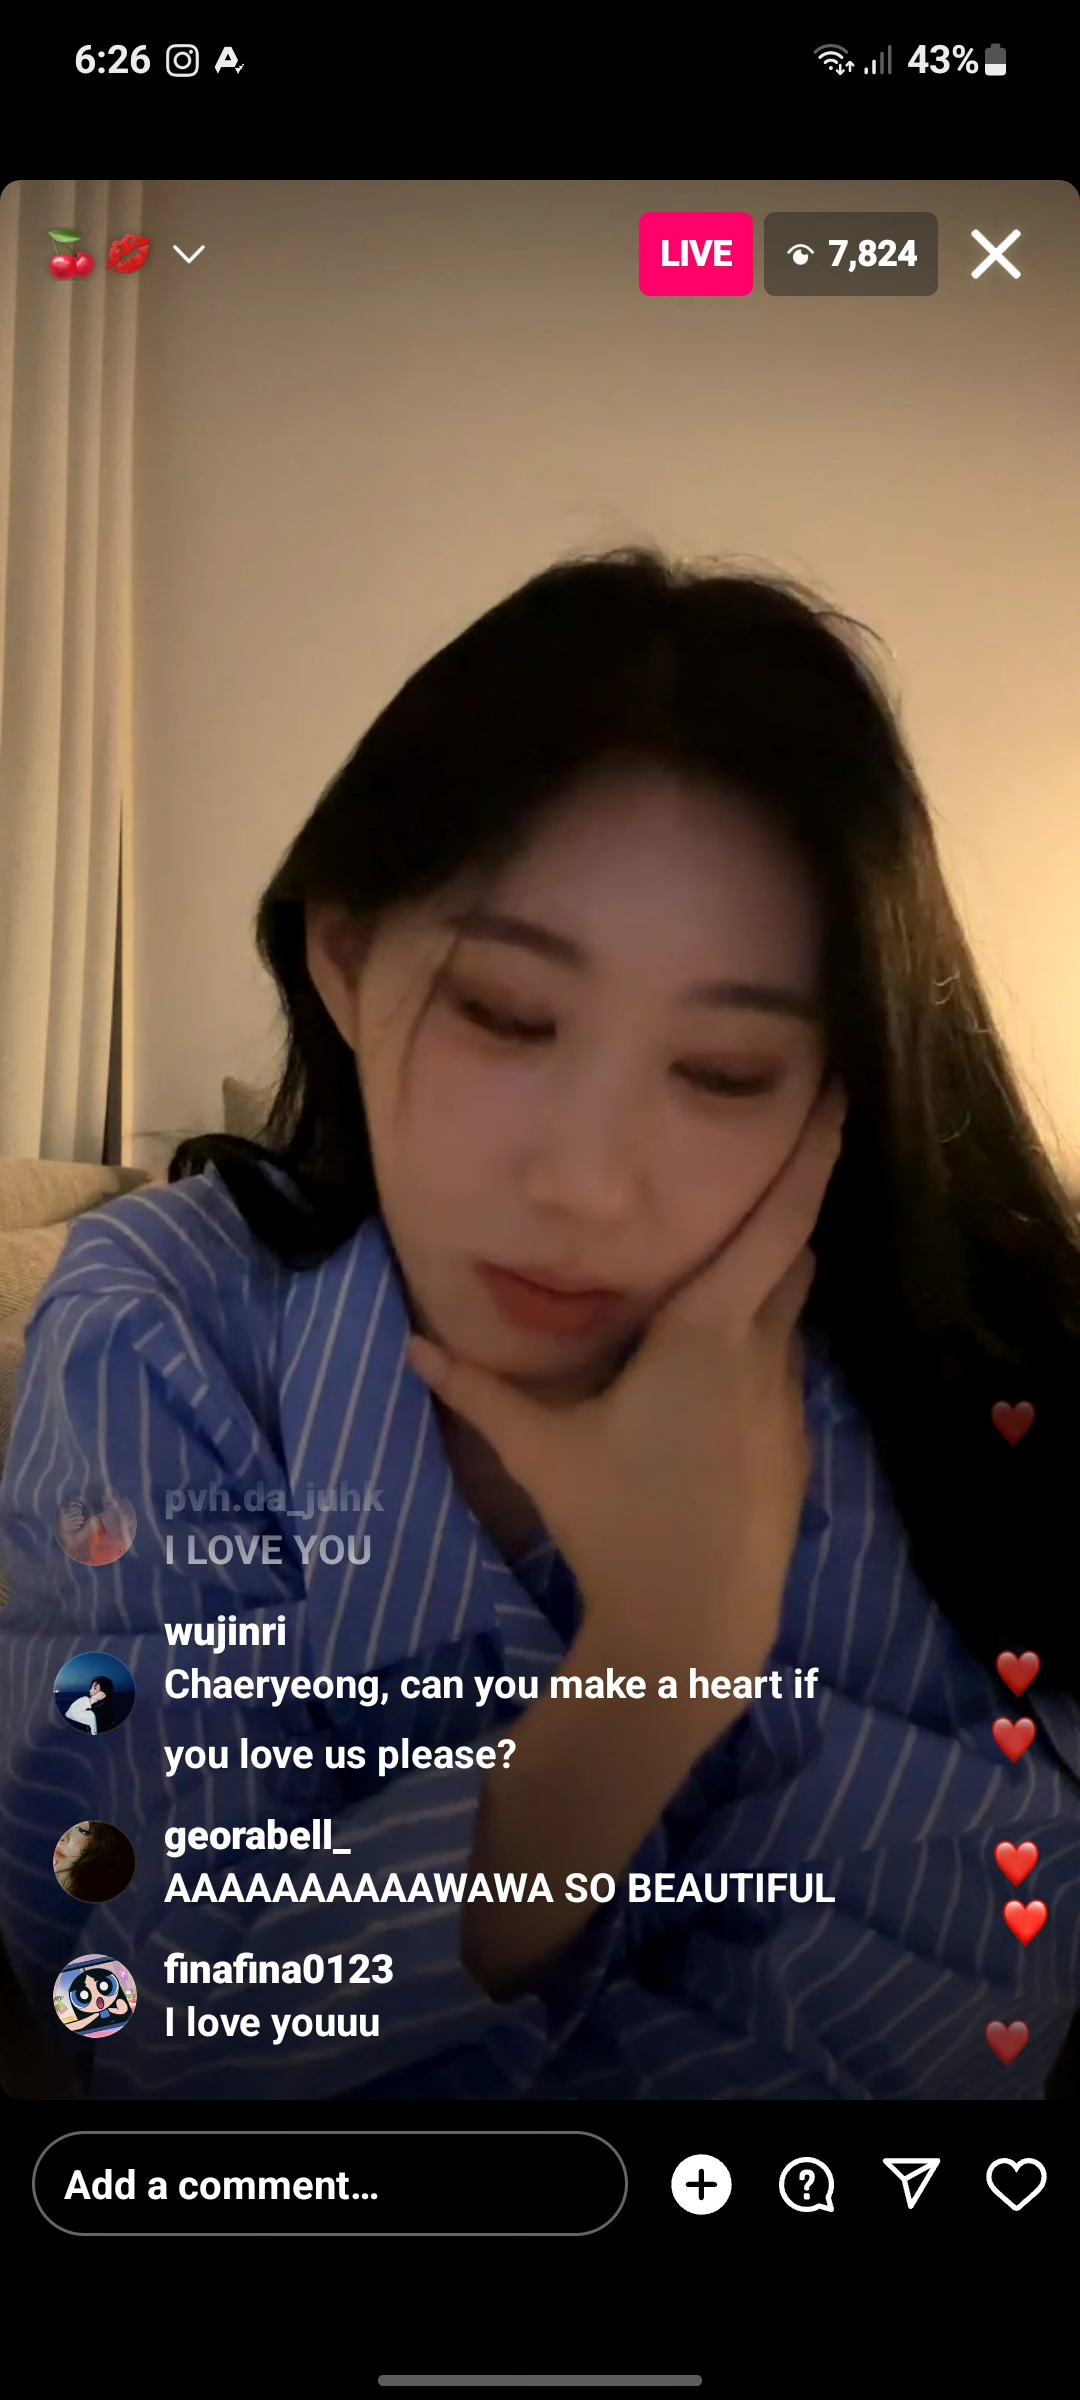 6:26
43%
LIVE
7,824
pvh.da_juhk
I LOVE YOU
wujinri
Chaeryeong, can you make a heart if
you love us please?
georabell_
AAAAAAAAAAWAWA SO BEAUTIFUL
finafina0123
I love youuu
Add a comment...